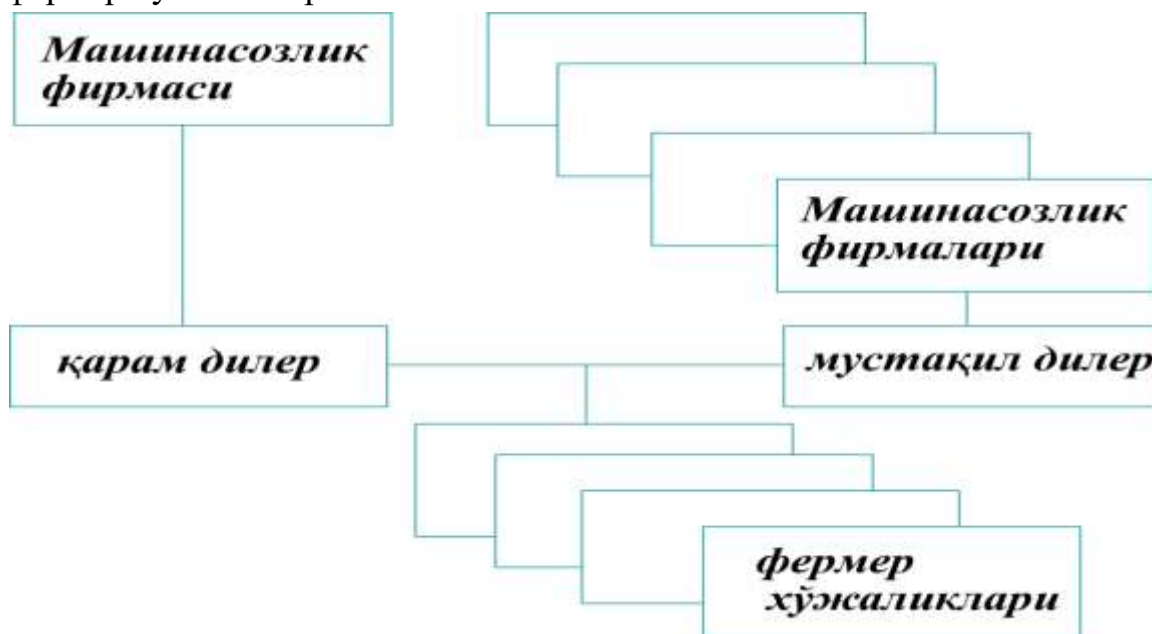 Машинасозлик
фирмаси
Машинасозлик
фирмалари
қарам дилер
мустақил дилер
фермер
хўжаликлари